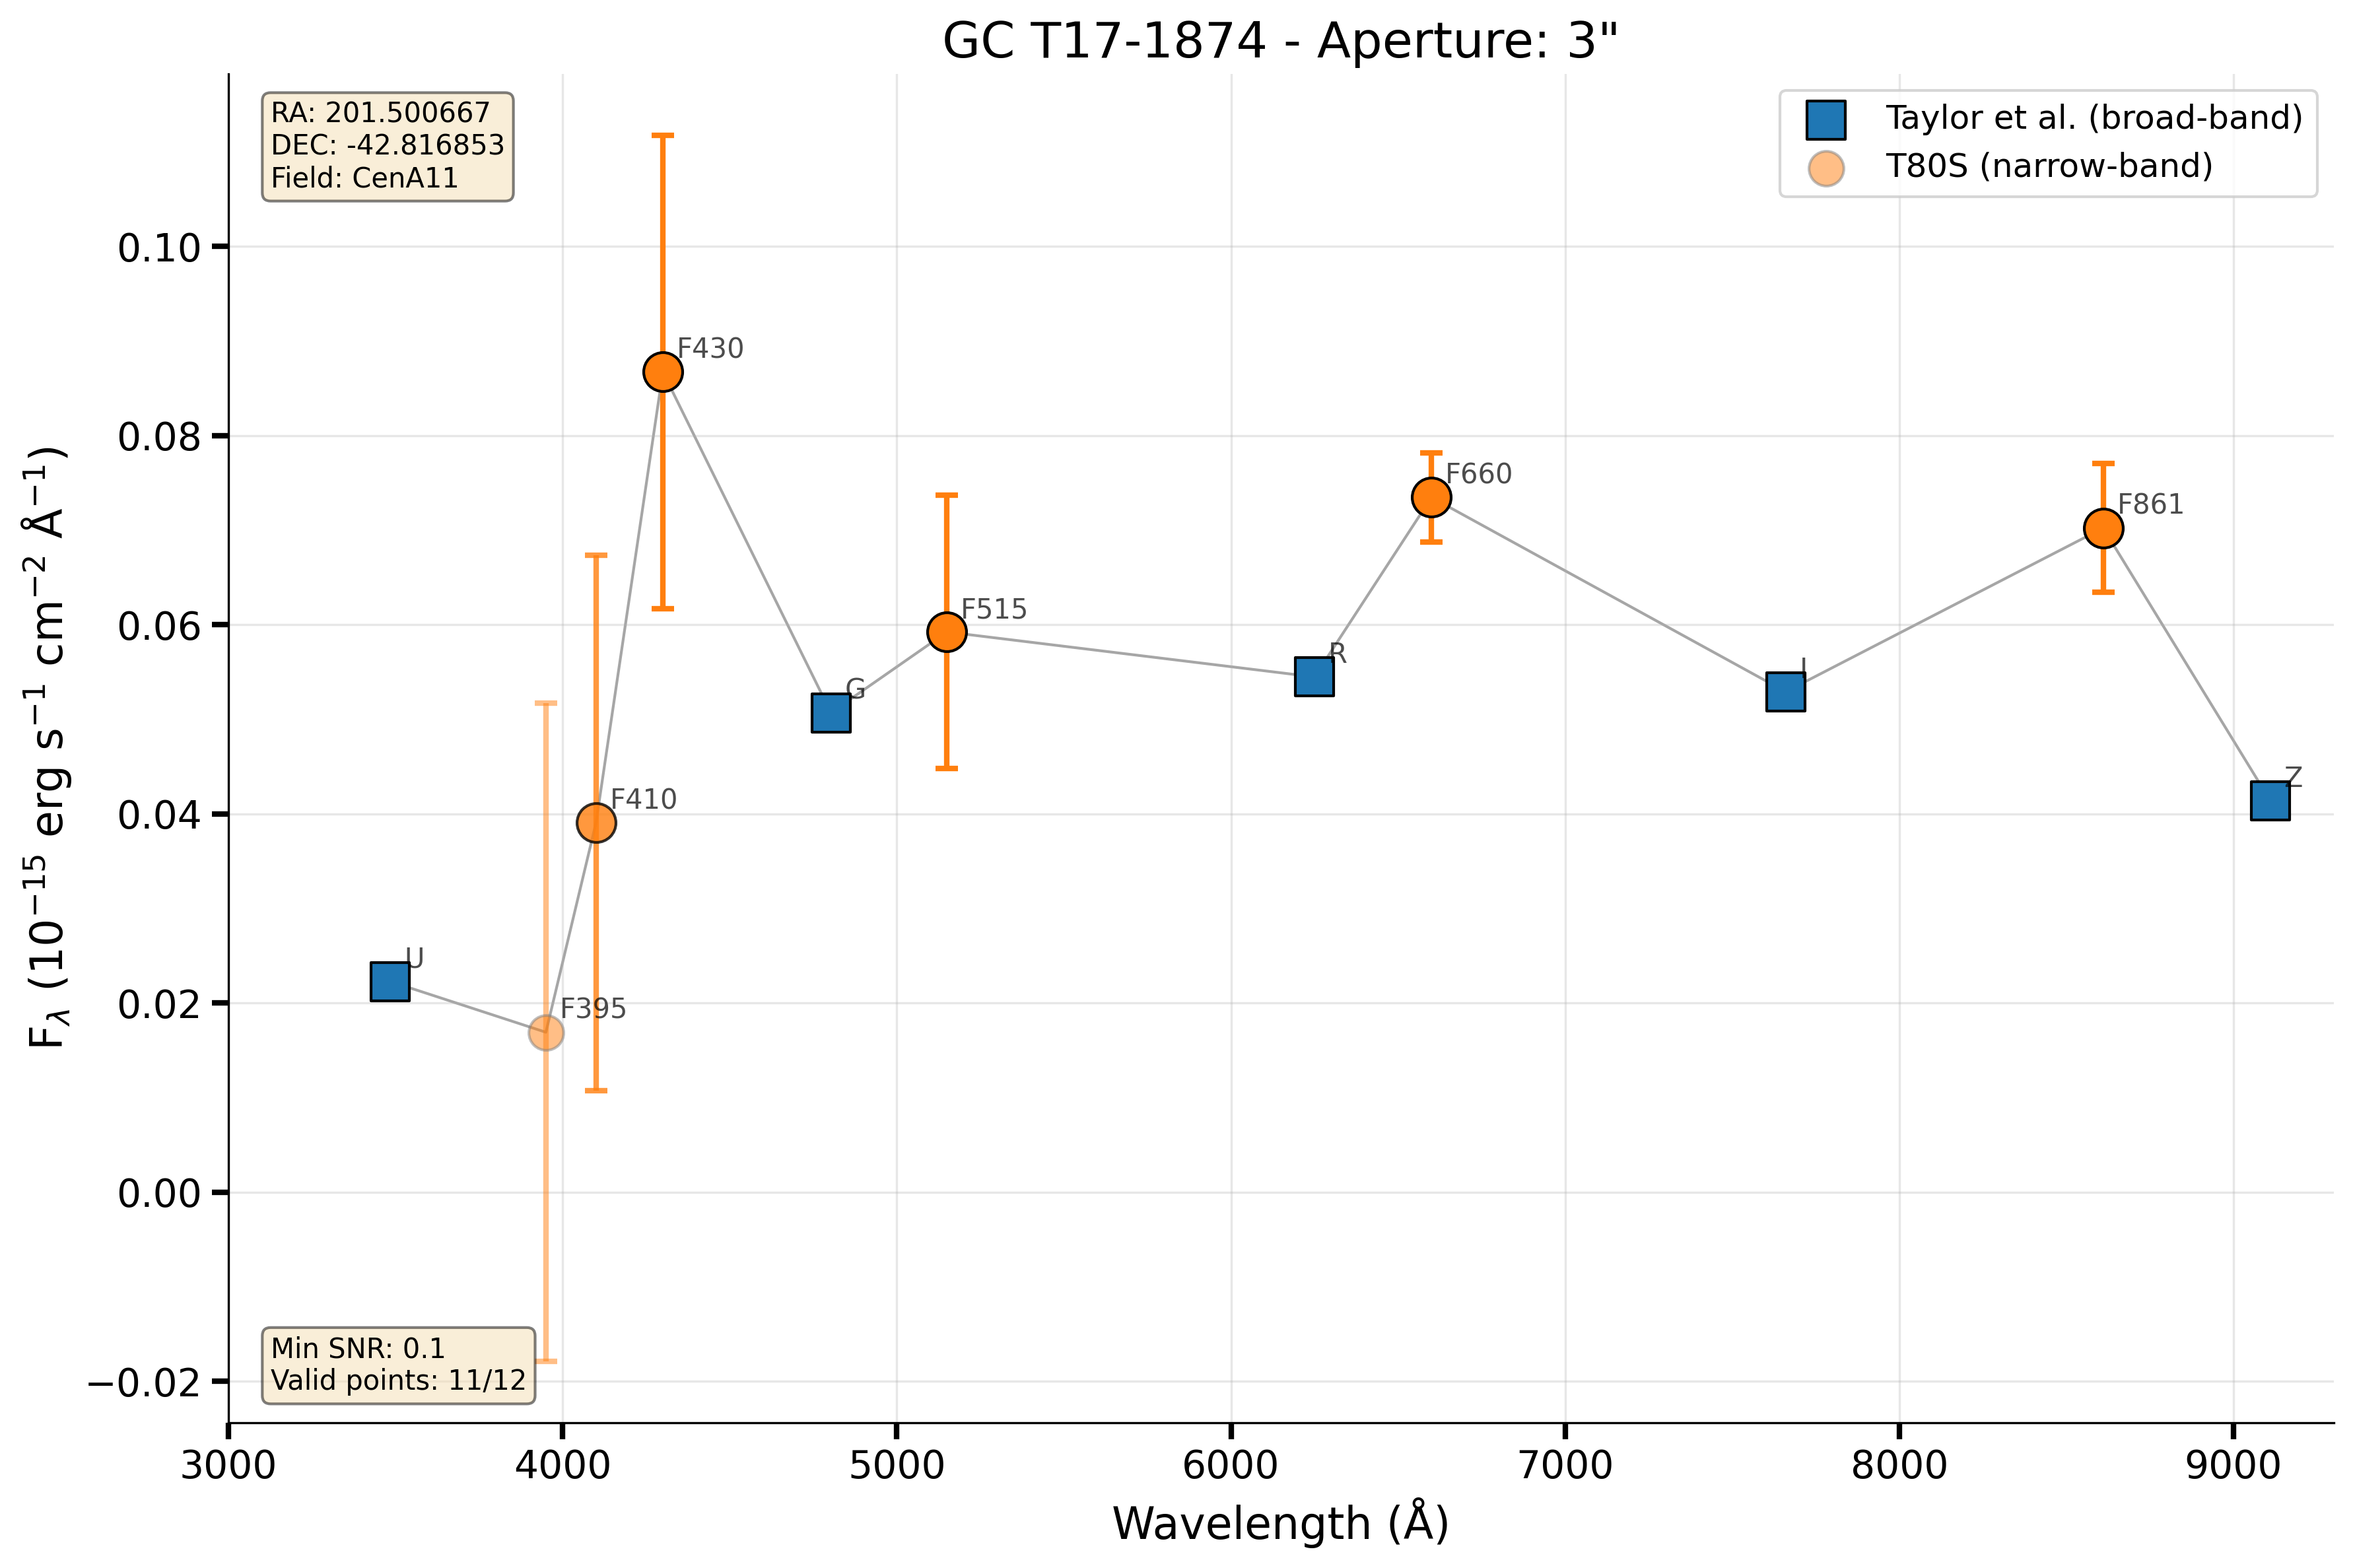 GC T17-1874 - Aperture: 3"
RA: 201.500667
DEC: -42.816853
Field: CenA11
Taylor et al. (broad-band)
T80S (narrow-band)
F430
F660
F861
F515
R
I
G
Z
F410
U
F395
Min SNR: 0.1
Valid points: 11/12
0.10
0.08
0.06
0.04
0.02
0.00
−0.02
F_λ (10⁻¹⁵ erg s⁻¹ cm⁻² Å⁻¹)
3000 4000 5000 6000 7000 8000 9000
Wavelength (Å)